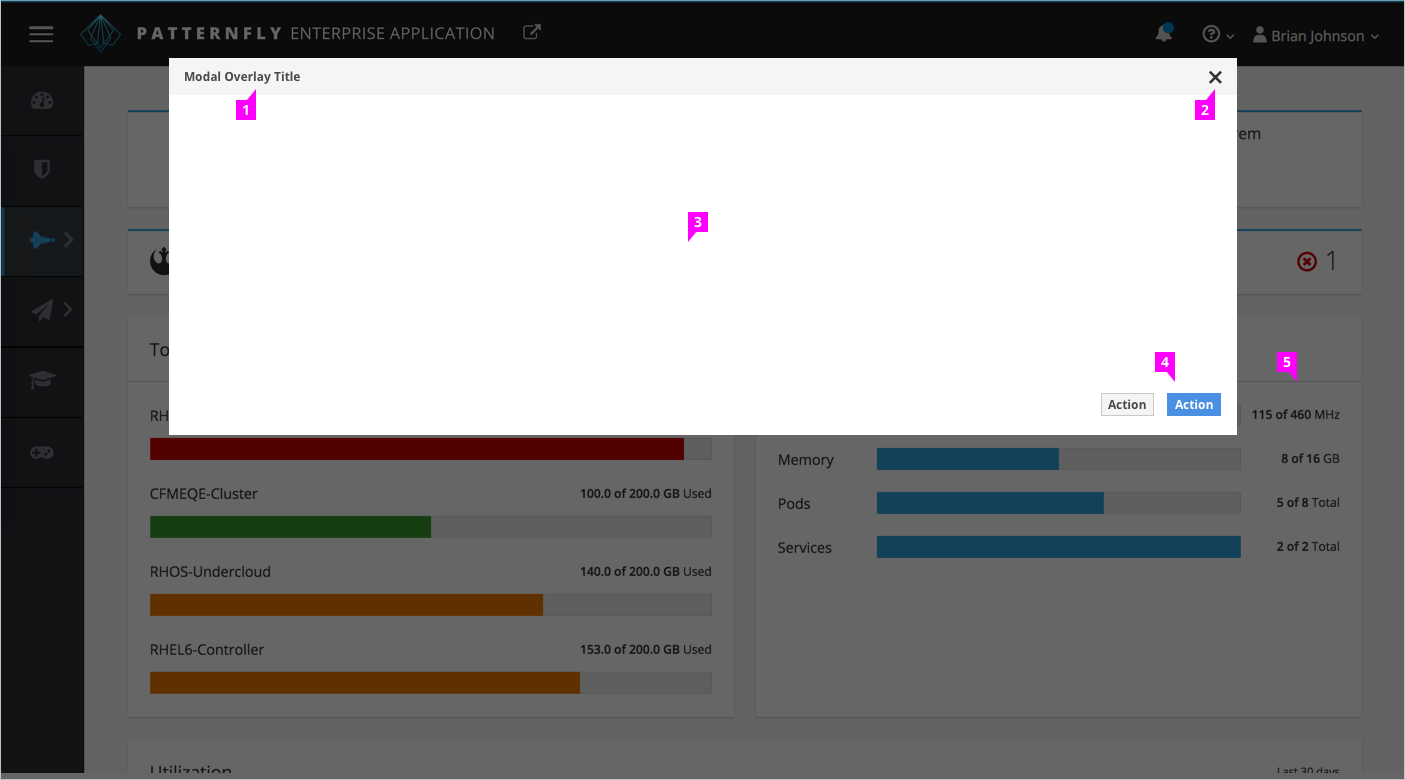 PATTERNFLY ENTERPRISE APPLICATION
Brian Johnson
Modal Overlay Title
1
2
3
1
4
5
Action
Action
115 of 460 MHz
Memory
8 of 16 GB
Pods
5 of 8 Total
Services
2 of 2 Total
CFMEQE-Cluster
100.0 of 200.0 GB Used
RHOS-Undercloud
140.0 of 200.0 GB Used
RHEL6-Controller
153.0 of 200.0 GB Used
Utilization
Last 30 days